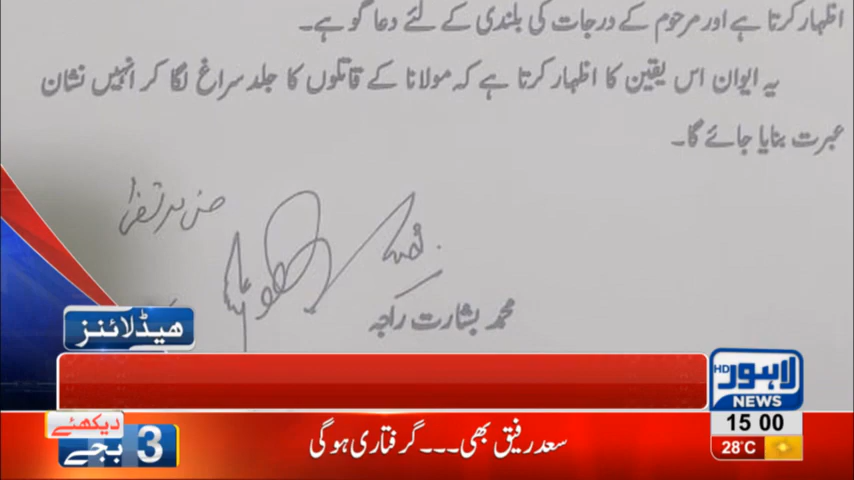 اظہار کرتا ہے اور مرحوم کے درجات کی بلندی کے لئے دعا گو ہے۔
یہ ایوان اس یقین کا اظہار کرتا ہے کہ مولانا کے قاتلوں کا جلد سراغ لگا کر انہیں نشان
عبرت بنایا جائے گا۔
محمد بشارت راجہ
ھیڈلائنز
لاہور HD
NEWS
15 00
28°C
دیکھئے
3 بجے
سعد رفیق بھی۔۔۔گرفتاری ہوگی